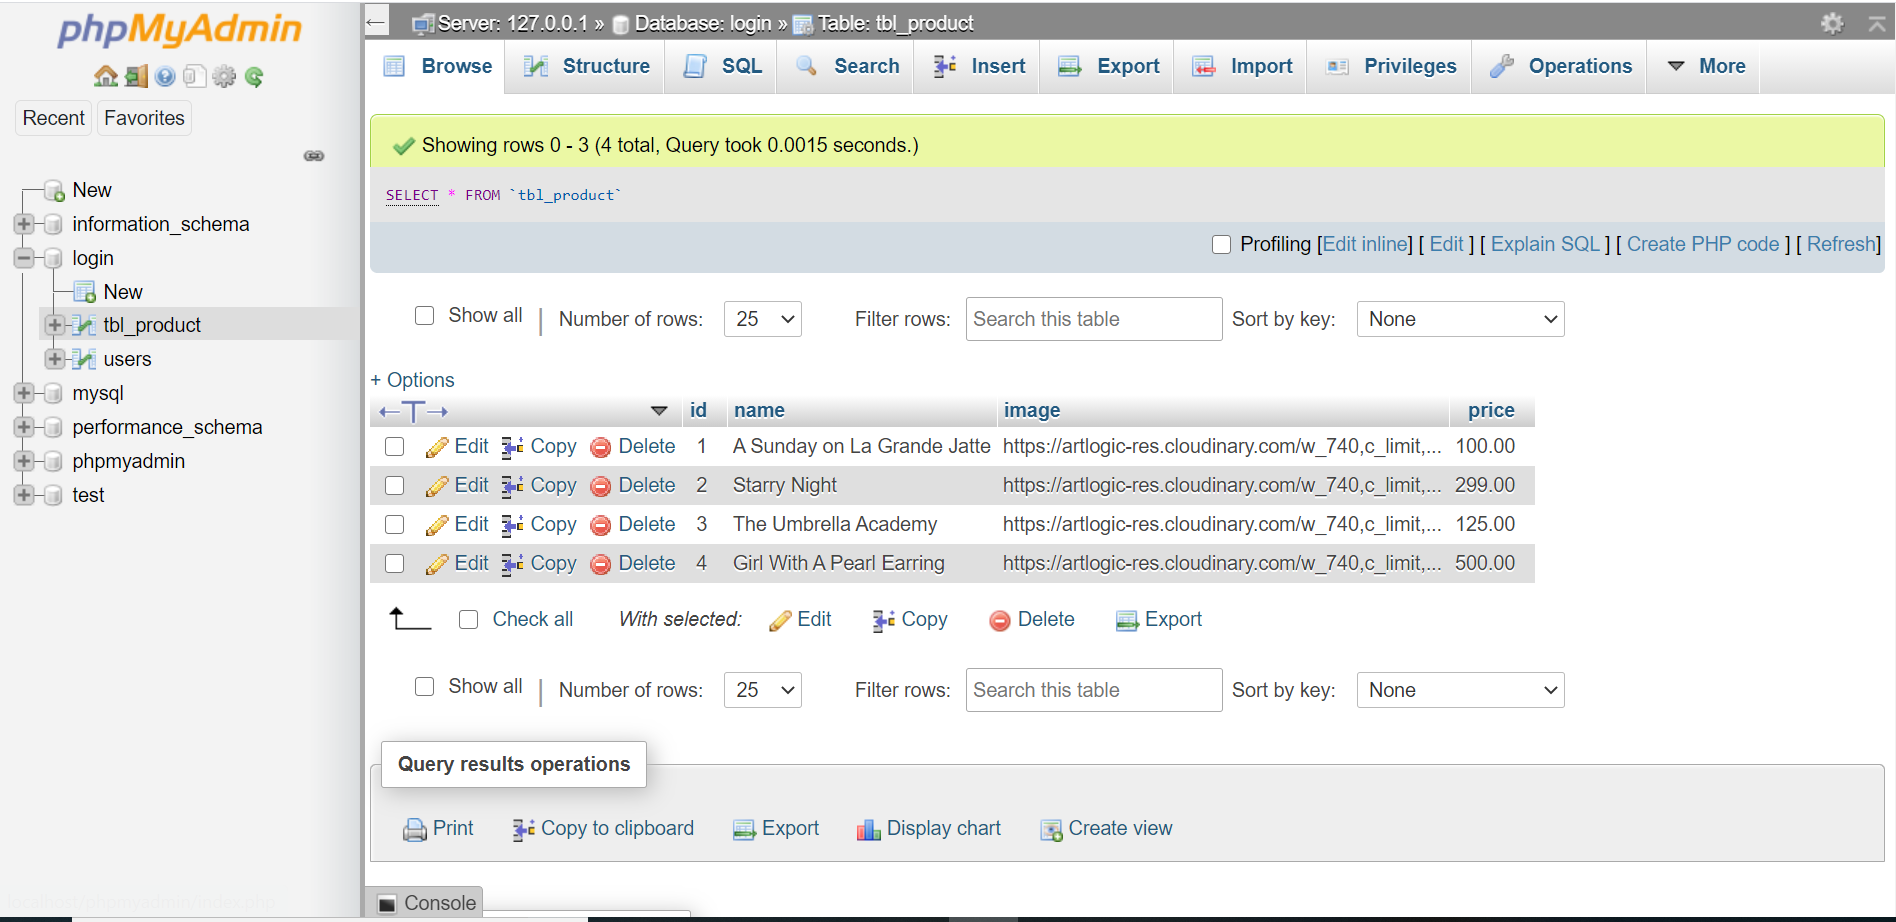 phpMyAdmin
Recent Favorites
New
information_schema
login
New
tbl_product
users
mysql
performance_schema
phpmyadmin
test
Server: 127.0.0.1 » Database: login » Table: tbl_product
Browse Structure SQL Search Insert Export Import Privileges Operations More
Showing rows 0 - 3 (4 total, Query took 0.0015 seconds.)
SELECT * FROM `tbl_product`
Profiling [Edit inline] [ Edit ] [ Explain SQL ] [ Create PHP code ] [ Refresh]
Show all Number of rows: 25 Filter rows: Search this table Sort by key: None
+ Options
←T→ id name image price
Edit Copy Delete 1 A Sunday on La Grande Jatte https://artlogic-res.cloudinary.com/w_740,c_limit,... 100.00
Edit Copy Delete 2 Starry Night https://artlogic-res.cloudinary.com/w_740,c_limit,... 299.00
Edit Copy Delete 3 The Umbrella Academy https://artlogic-res.cloudinary.com/w_740,c_limit,... 125.00
Edit Copy Delete 4 Girl With A Pearl Earring https://artlogic-res.cloudinary.com/w_740,c_limit,... 500.00
Check all With selected: Edit Copy Delete Export
Show all Number of rows: 25 Filter rows: Search this table Sort by key: None
Query results operations
Print Copy to clipboard Export Display chart Create view
Console